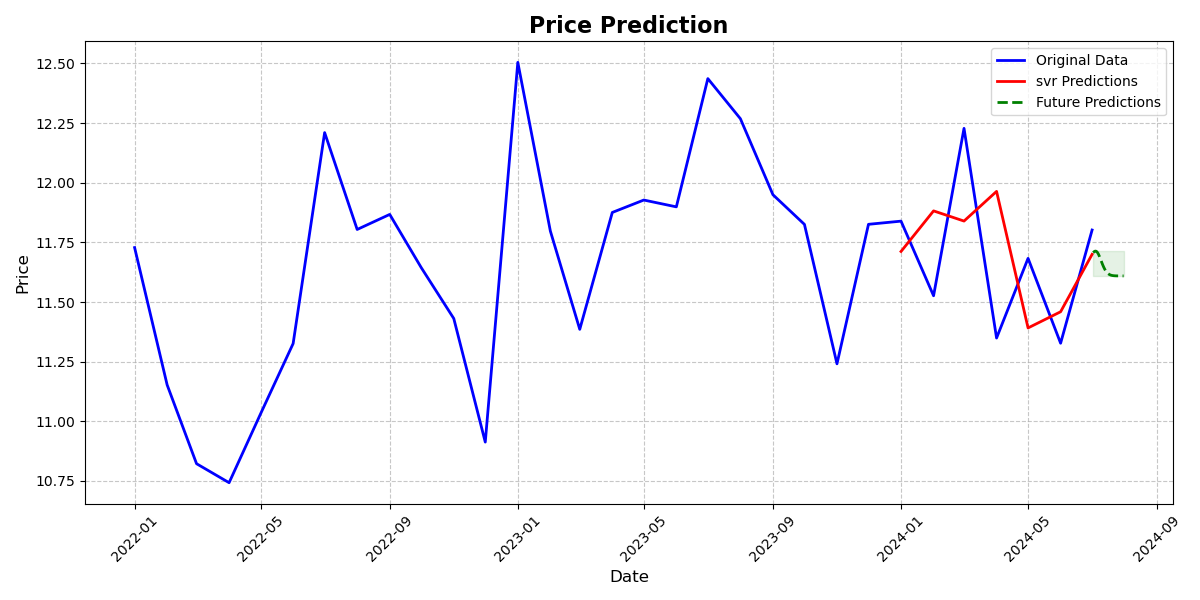 Price Prediction
Original Data
svr Predictions
Future Predictions
Price
12.50
12.25
12.00
11.75
11.50
11.25
11.00
10.75
2022-01
2022-05
2022-09
2023-01
2023-05
2023-09
2024-01
2024-05
2024-09
Date